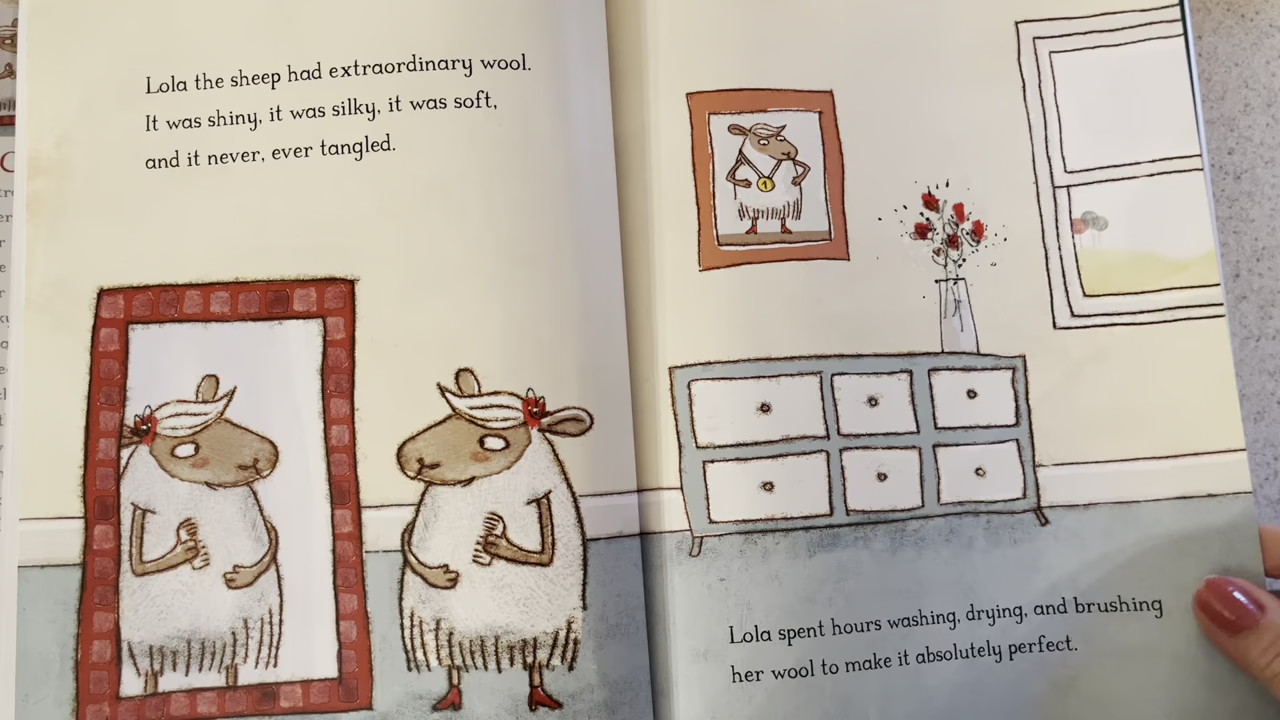 Lola the sheep had extraordinary wool.
It was shiny, it was silky, it was soft,
and it never, ever tangled.
1
Lola spent hours washing, drying, and brushing
her wool to make it absolutely perfect.